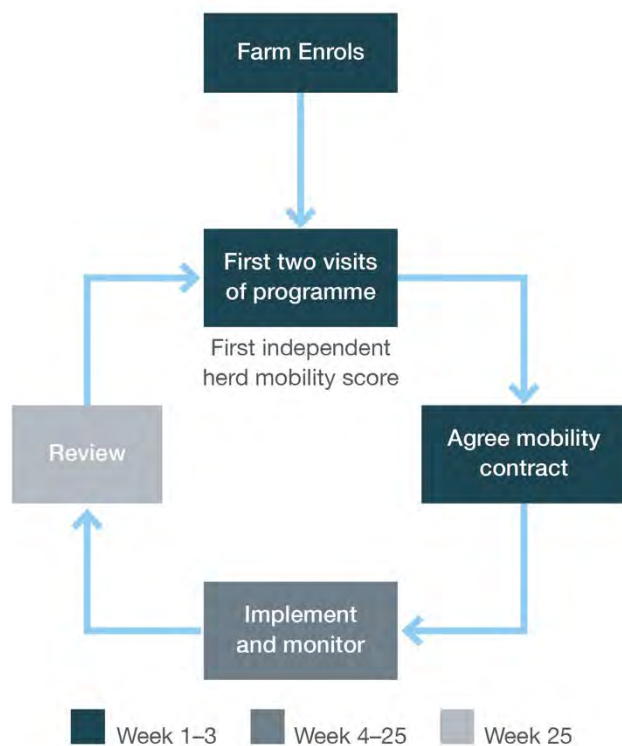 Farm Enrols
First two visits
of programme
First independent
herd mobility score
Agree mobility
contract
Review
Implement
and monitor
Week 1–3
Week 4–25
Week 25